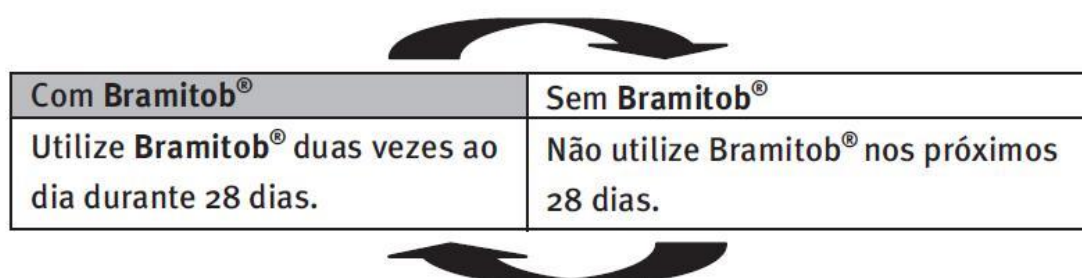 Com Bramitob®
Sem Bramitob®
Utilize Bramitob® duas vezes ao
dia durante 28 dias.
Não utilize Bramitob® nos próximos
28 dias.